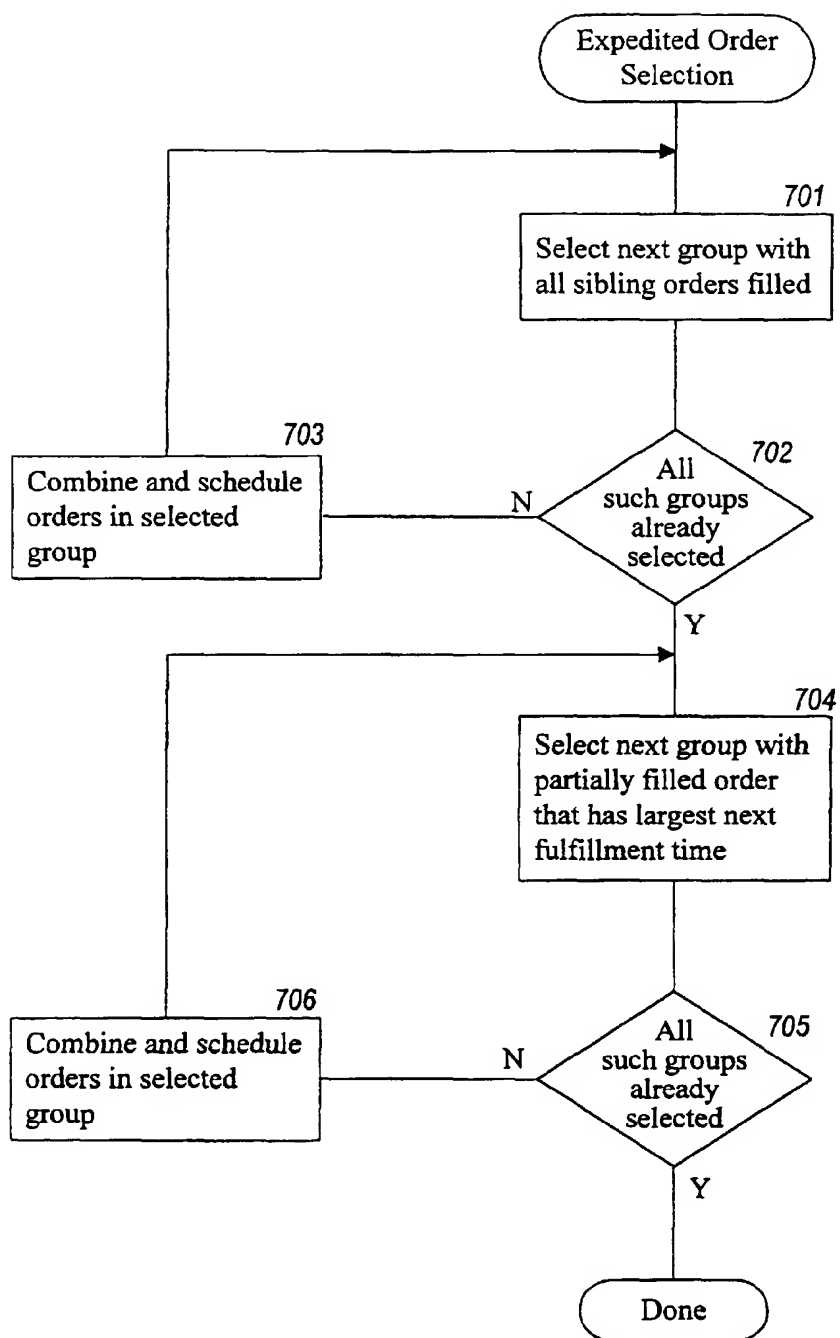 Expedited Order
Selection
701
Select next group with
all sibling orders filled
703
Combine and schedule
orders in selected
group
702
All
such groups
already
selected
N
Y
704
Select next group with
partially filled order
that has largest next
fulfillment time
706
Combine and schedule
orders in selected
group
705
All
such groups
already
selected
N
Y
Done